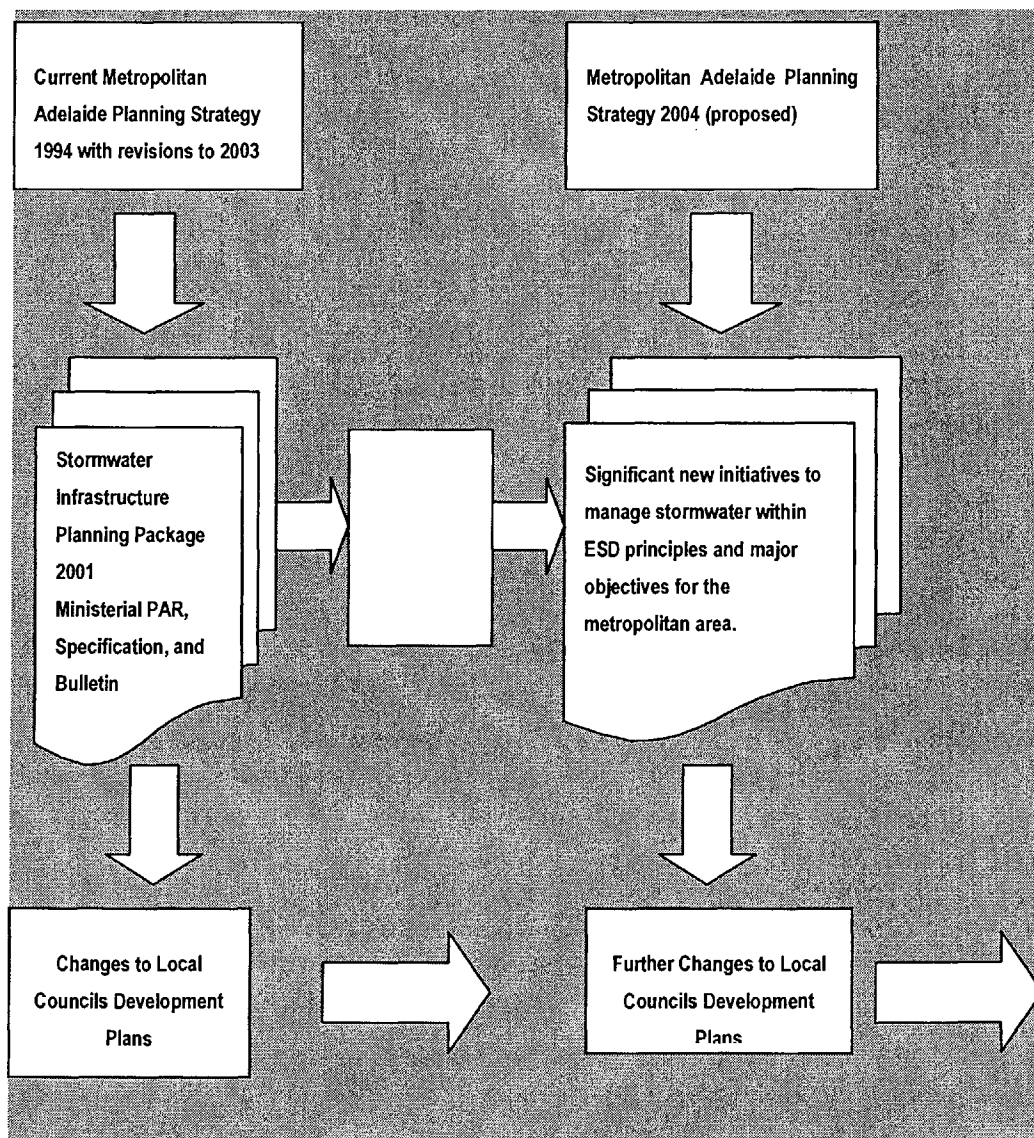 Current Metropolitan
Adelaide Planning Strategy
1994 with revisions to 2003
Metropolitan Adelaide Planning
Strategy 2004 (proposed)
Stormwater
Infrastructure
Planning Package
2001
Ministerial PAR,
Specification, and
Bulletin
Significant new initiatives to
manage stormwater within
ESD principles and major
objectives for the
metropolitan area.
Changes to Local
Councils Development
Plans
Further Changes to Local
Councils Development
Plans